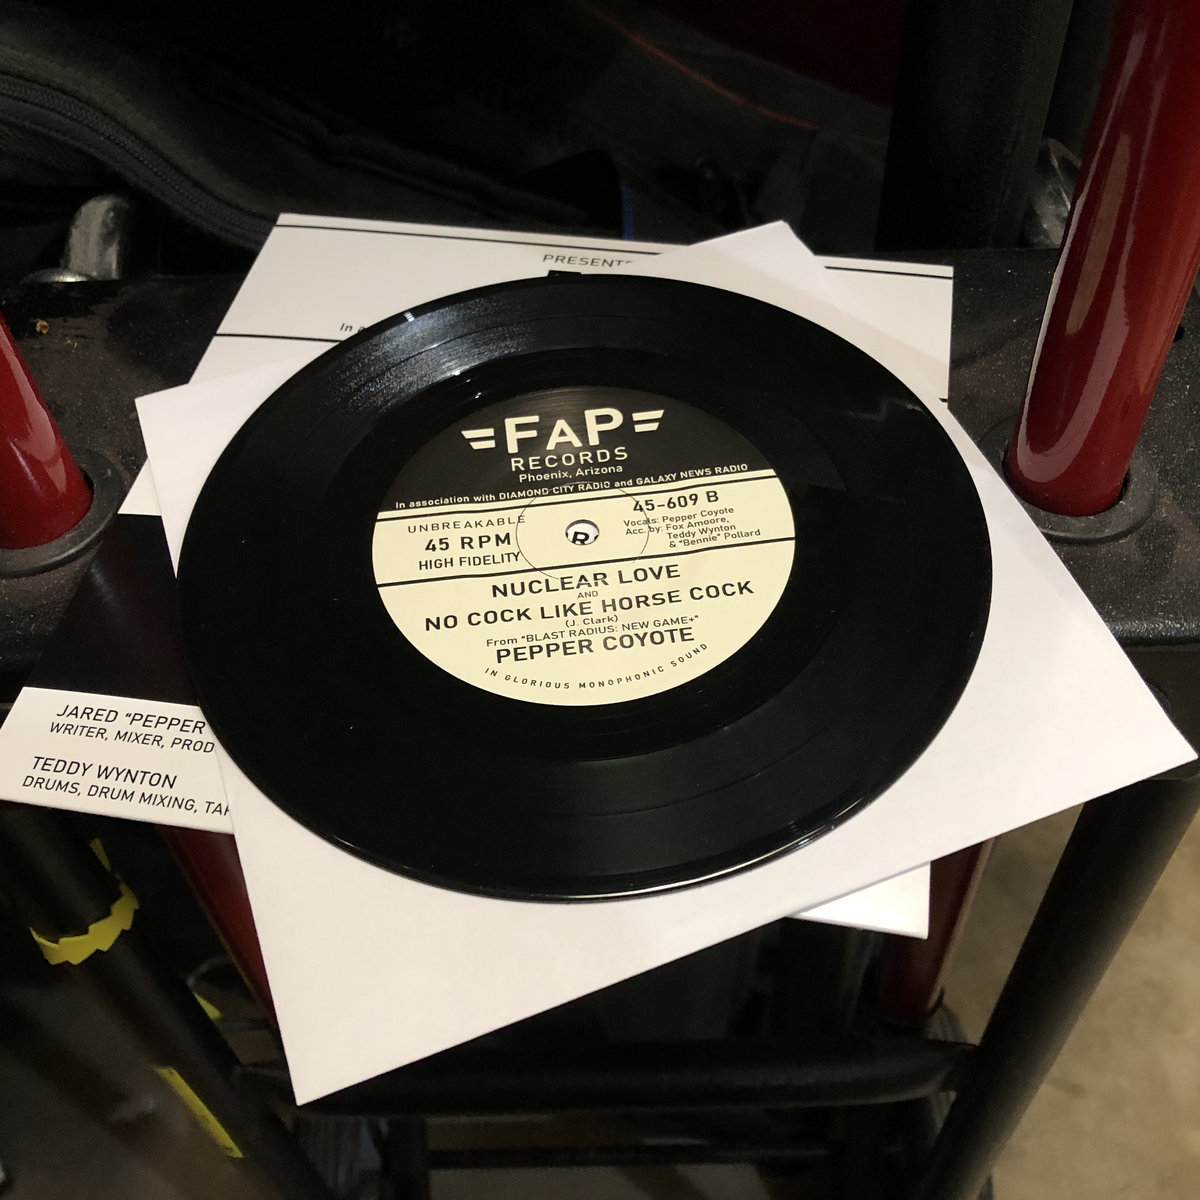 PRESENTS
In a
FAP
RECORDS
Phoenix, Arizona
In association with DIAMOND CITY RADIO and GALAXY NEWS RADIO
UNBREAKABLE
45 RPM
HIGH FIDELITY
R
45-609 B
Vocals: Pepper Coyote
Acc. by: Fox Amoore,
Teddy Wynton
& "Bennie" Pollard
NUCLEAR LOVE
AND
NO COCK LIKE HORSE COCK
(J. Clark)
From "BLAST RADIUS: NEW GAME+"
PEPPER COYOTE
IN GLORIOUS MONOPHONIC SOUND
JARED "PEPPER
WRITER, MIXER, PROD
TEDDY WYNTON
DRUMS, DRUM MIXING,